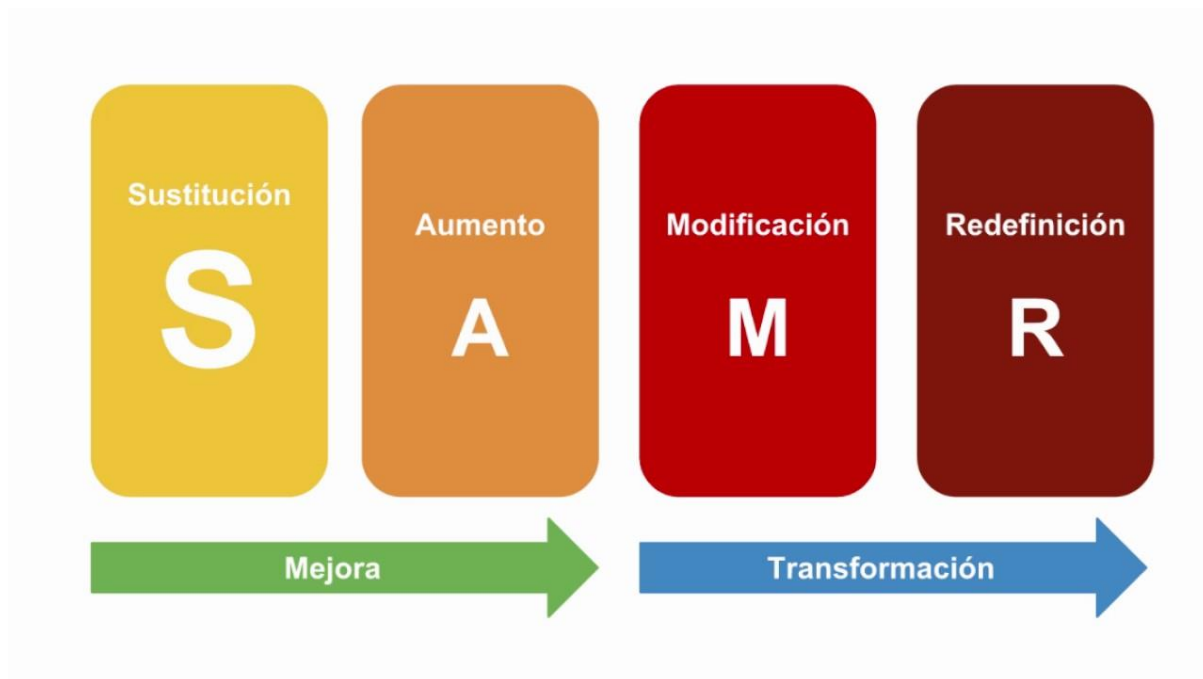 Sustitución
S
Aumento
A
Modificación
M
Redefinición
R
Mejora
Transformación